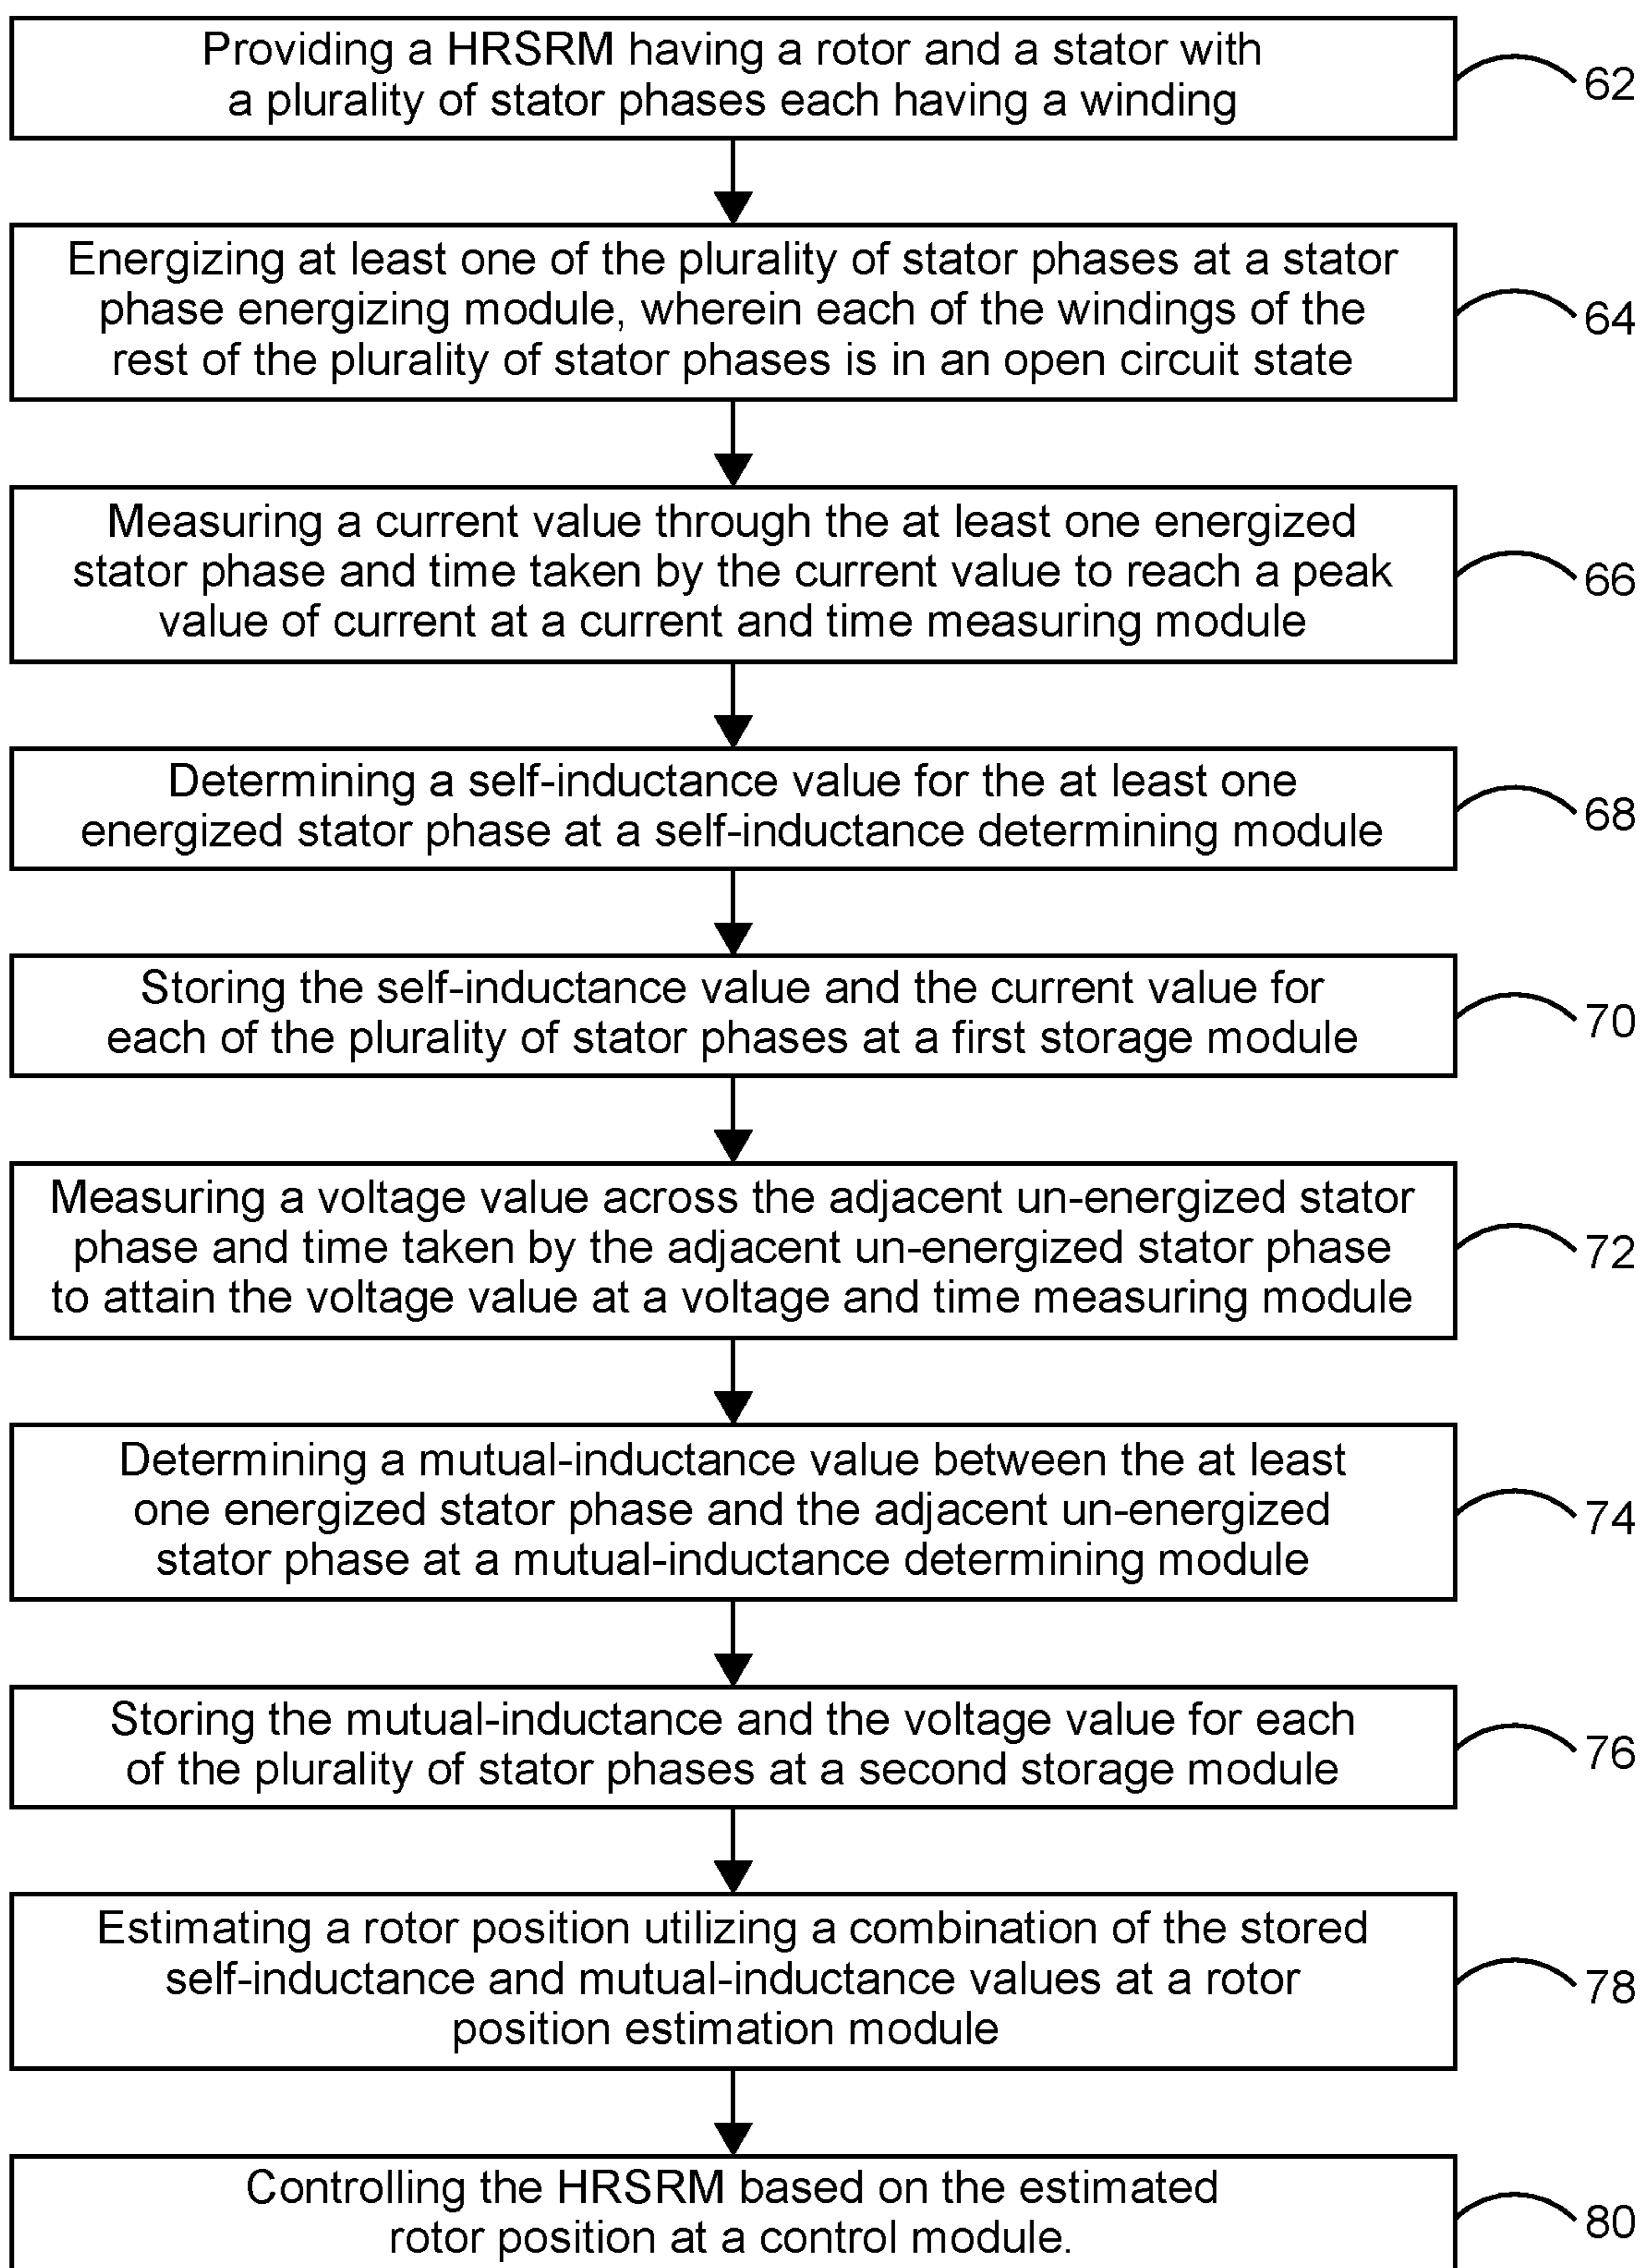 Providing a HRSRM having a rotor and a stator with
a plurality of stator phases each having a winding
62
Energizing at least one of the plurality of stator phases at a stator
phase energizing module, wherein each of the windings of the
rest of the plurality of stator phases is in an open circuit state
64
Measuring a current value through the at least one energized
stator phase and time taken by the current value to reach a peak
value of current at a current and time measuring module
66
Determining a self-inductance value for the at least one
energized stator phase at a self-inductance determining module
68
Storing the self-inductance value and the current value for
each of the plurality of stator phases at a first storage module
70
Measuring a voltage value across the adjacent un-energized stator
phase and time taken by the adjacent un-energized stator phase
to attain the voltage value at a voltage and time measuring module
72
Determining a mutual-inductance value between the at least
one energized stator phase and the adjacent un-energized
stator phase at a mutual-inductance determining module
74
Storing the mutual-inductance and the voltage value for each
of the plurality of stator phases at a second storage module
76
Estimating a rotor position utilizing a combination of the stored
self-inductance and mutual-inductance values at a rotor
position estimation module
78
Controlling the HRSRM based on the estimated
rotor position at a control module.
80